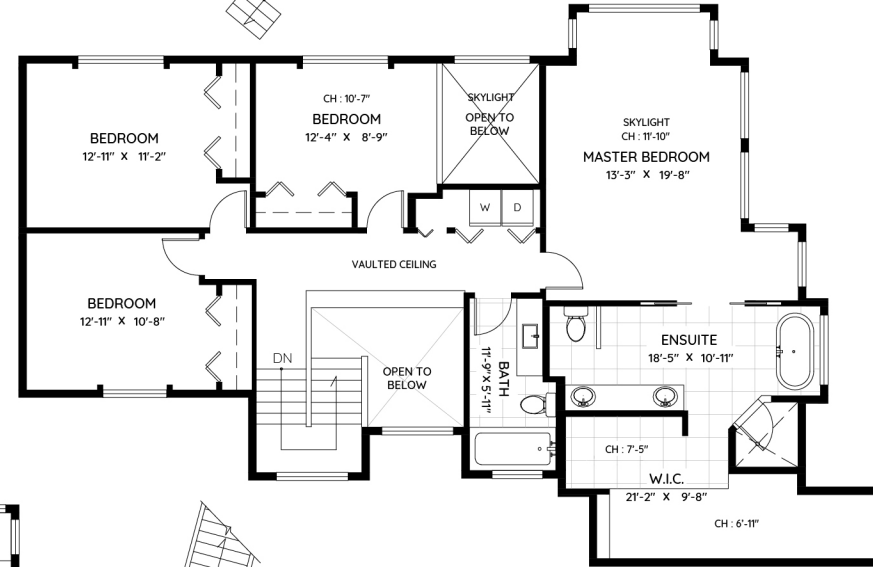 BEDROOM
12'-11" X 11'-2"
CH : 10'-7"
BEDROOM
12'-4" X 8'-9"
SKYLIGHT
OPEN TO
BELOW
SKYLIGHT
CH : 11'-10"
MASTER BEDROOM
13'-3" X 19'-8"
W
D
VAULTED CEILING
BEDROOM
12'-11" X 10'-8"
DN
OPEN TO
BELOW
BATH
11'-9" X 5'-11"
ENSUITE
18'-5" X 10'-11"
CH : 7'-5"
W.I.C.
21'-2" X 9'-8"
CH : 6'-11"